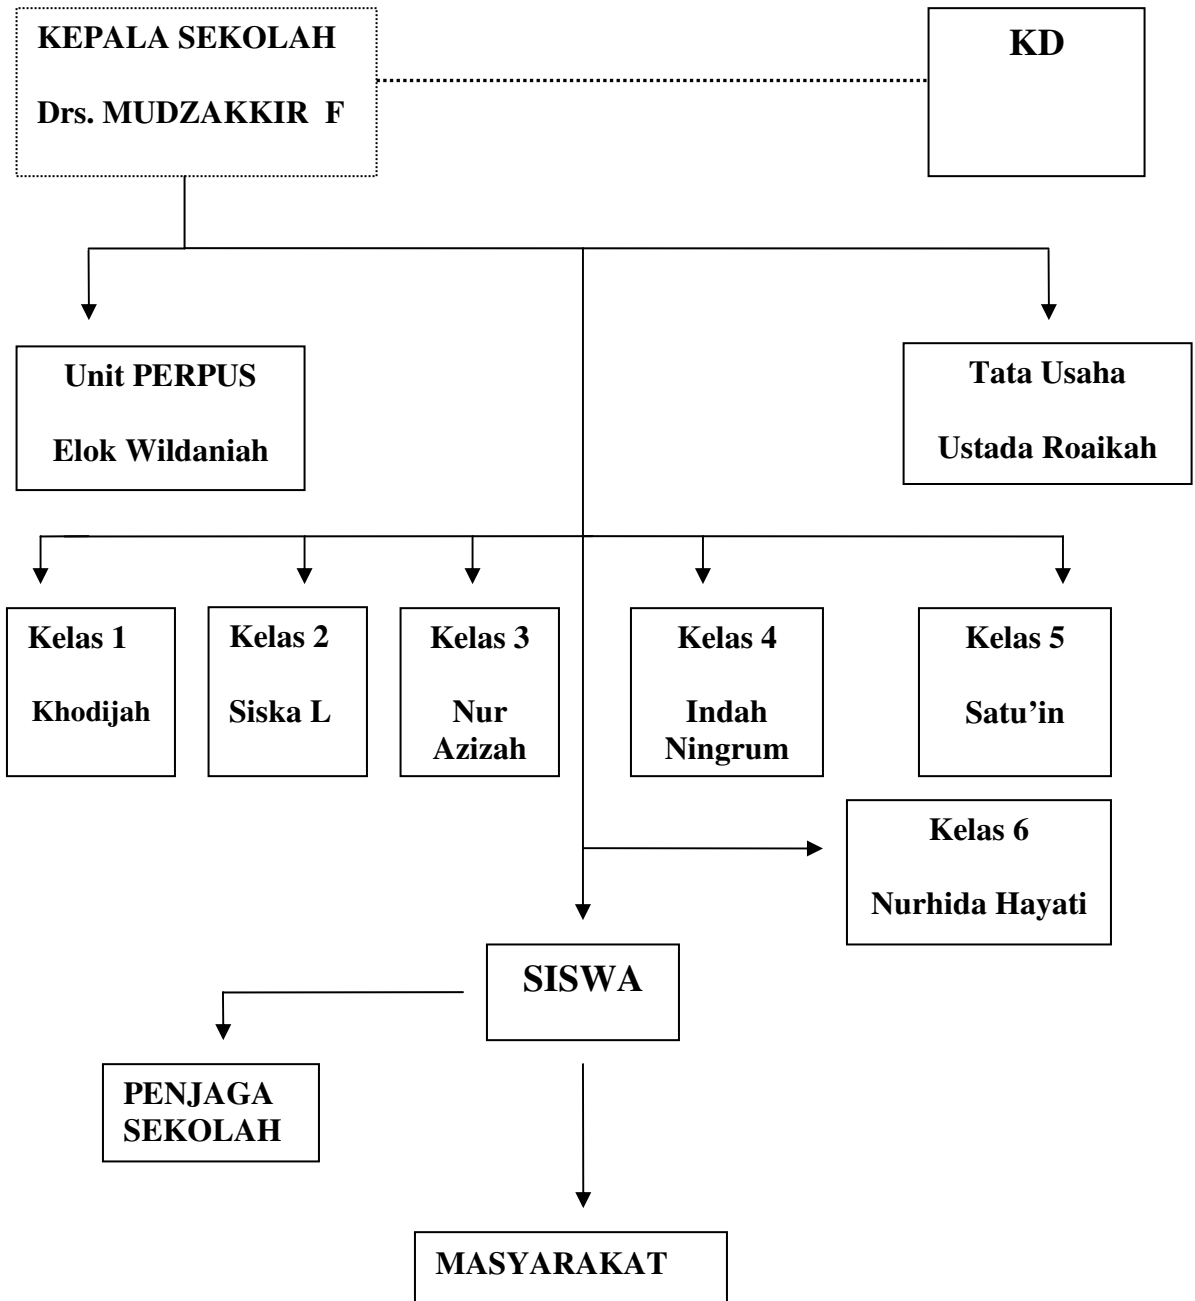 KEPALA SEKOLAH
Drs. MUDZAKKIR F
KD
Unit PERPUS
Elok Wildaniah
Tata Usaha
Ustada Roaikah
Kelas 1
Khodijah
Kelas 2
Siska L
Kelas 3
Nur
Azizah
Kelas 4
Indah
Ningrum
Kelas 5
Satu’in
Kelas 6
Nurhida Hayati
SISWA
PENJAGA
SEKOLAH
MASYARAKAT